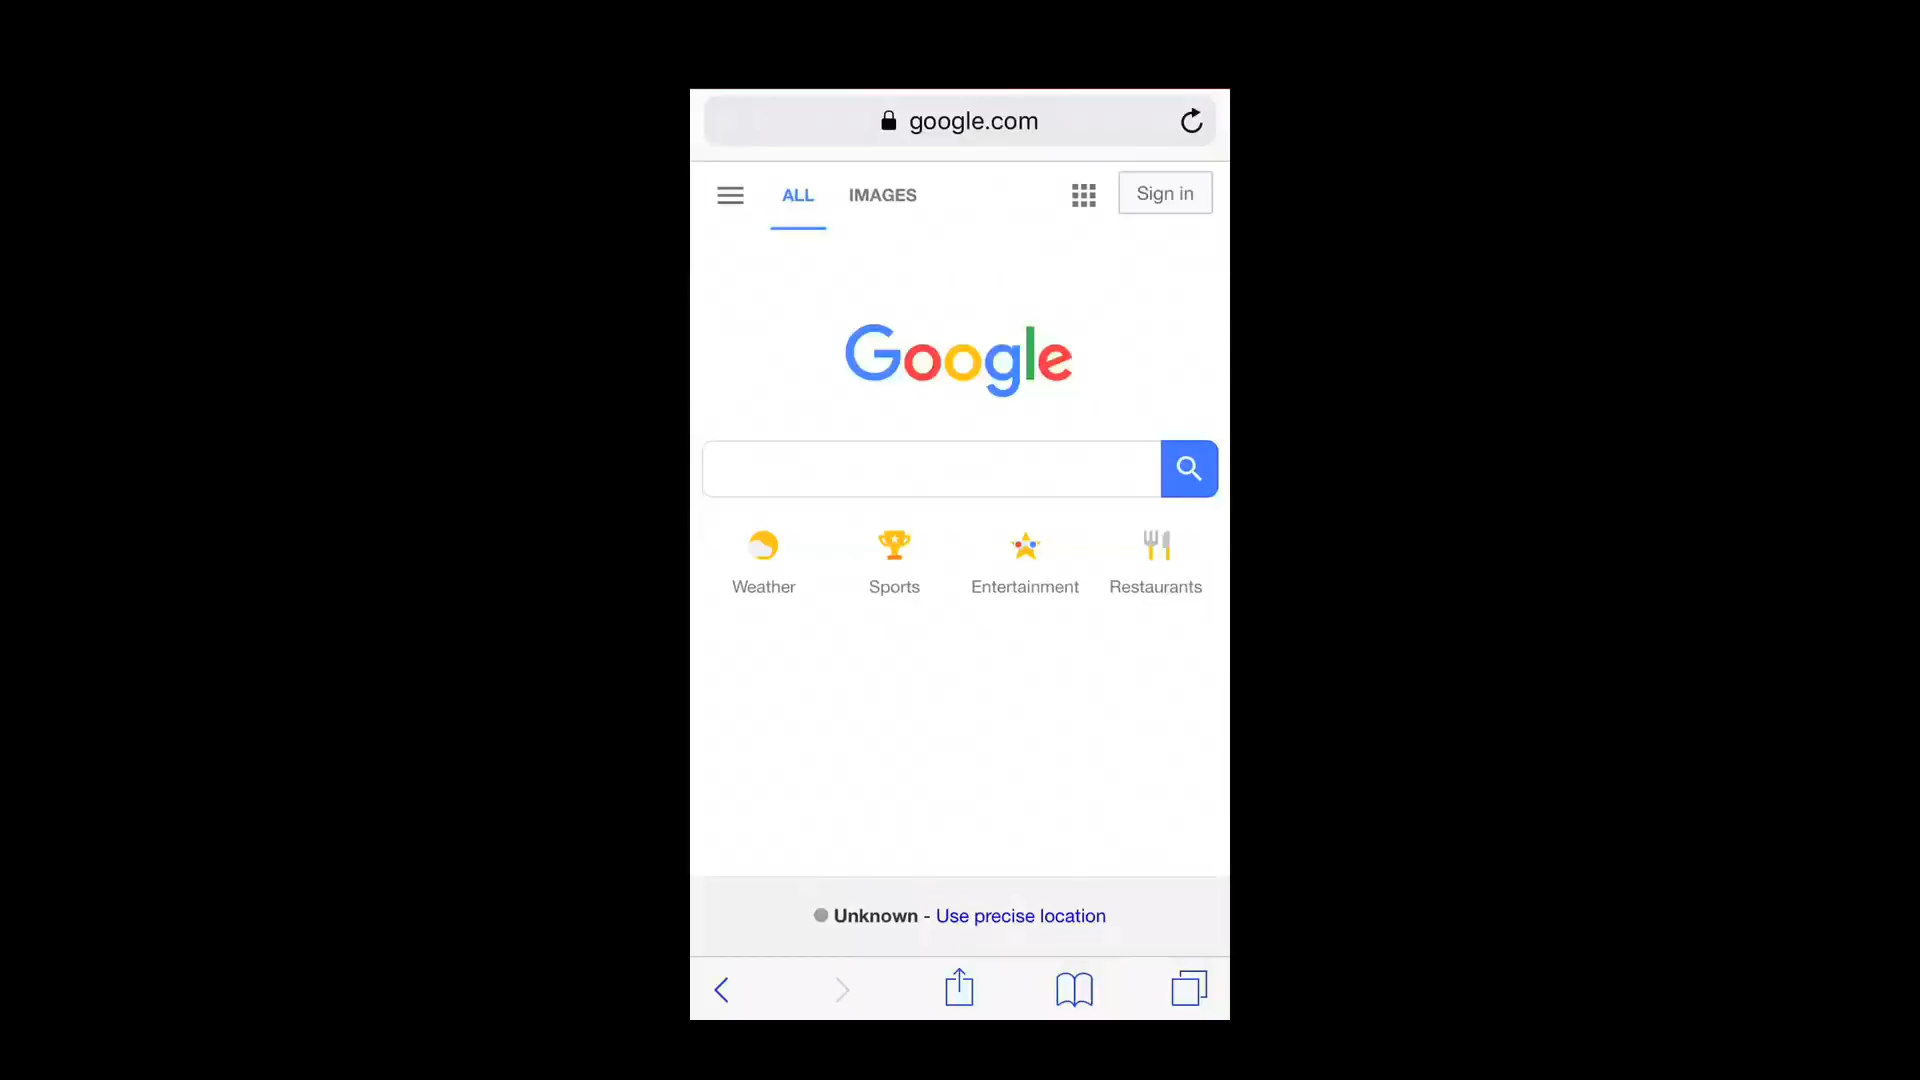 google.com
ALL IMAGES Sign in
Google
Weather Sports Entertainment Restaurants
Unknown - Use precise location